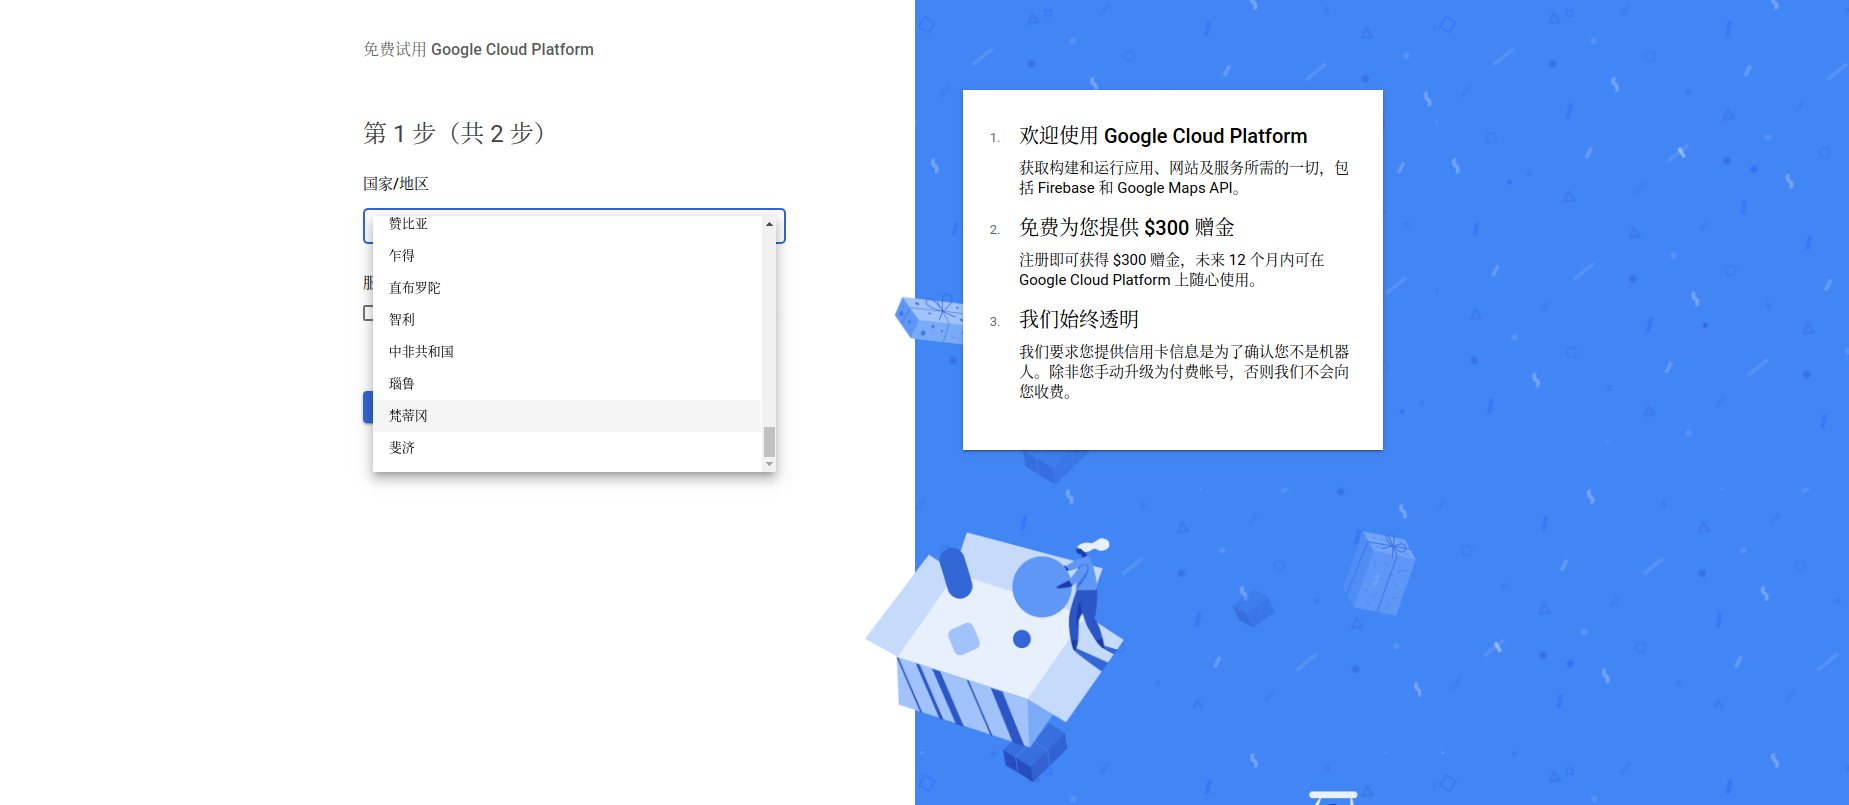 免费试用 Google Cloud Platform
第 1 步（共 2 步）
国家/地区
赞比亚
乍得
直布罗陀
智利
中非共和国
瑙鲁
梵蒂冈
斐济
1. 欢迎使用 Google Cloud Platform
获取构建和运行应用、网站及服务所需的一切，包
括 Firebase 和 Google Maps API。
2. 免费为您提供 $300 赠金
注册即可获得 $300 赠金，未来 12 个月内可在
Google Cloud Platform 上随心使用。
3. 我们始终透明
我们要求您提供信用卡信息是为了确认您不是机器
人。除非您手动升级为付费帐号，否则我们不会向
您收费。